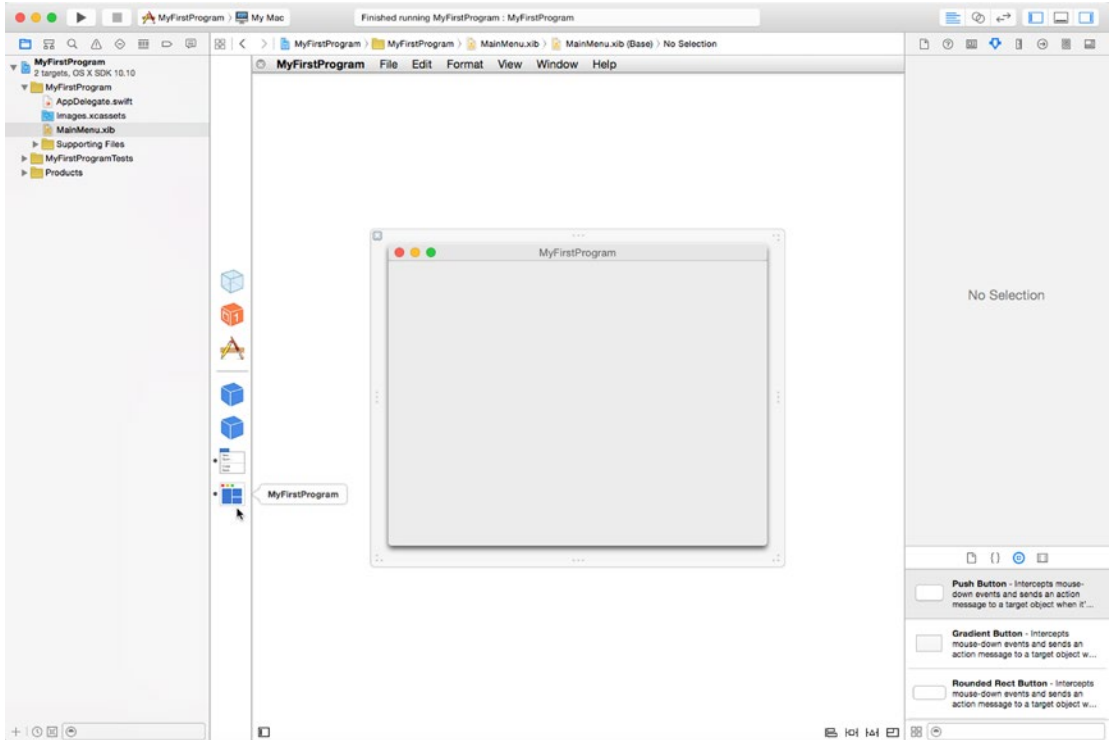 MyFirstProgram 〉 My Mac
Finished running MyFirstProgram : MyFirstProgram
MyFirstProgram 〉 MyFirstProgram 〉 MainMenu.xib 〉 MainMenu.xib (Base) 〉 No Selection
MyFirstProgram
2 targets, OS X SDK 10.10
MyFirstProgram
AppDelegate.swift
Images.xcassets
MainMenu.xib
Supporting Files
MyFirstProgramTests
Products
MyFirstProgram File Edit Format View Window Help
MyFirstProgram
MyFirstProgram
No Selection
Push Button - Intercepts mouse-
down events and sends an action
message to a target object when it'...
Gradient Button - Intercepts
mouse-down events and sends an
action message to a target object w...
Rounded Rect Button - Intercepts
mouse-down events and sends an
action message to a target object w...